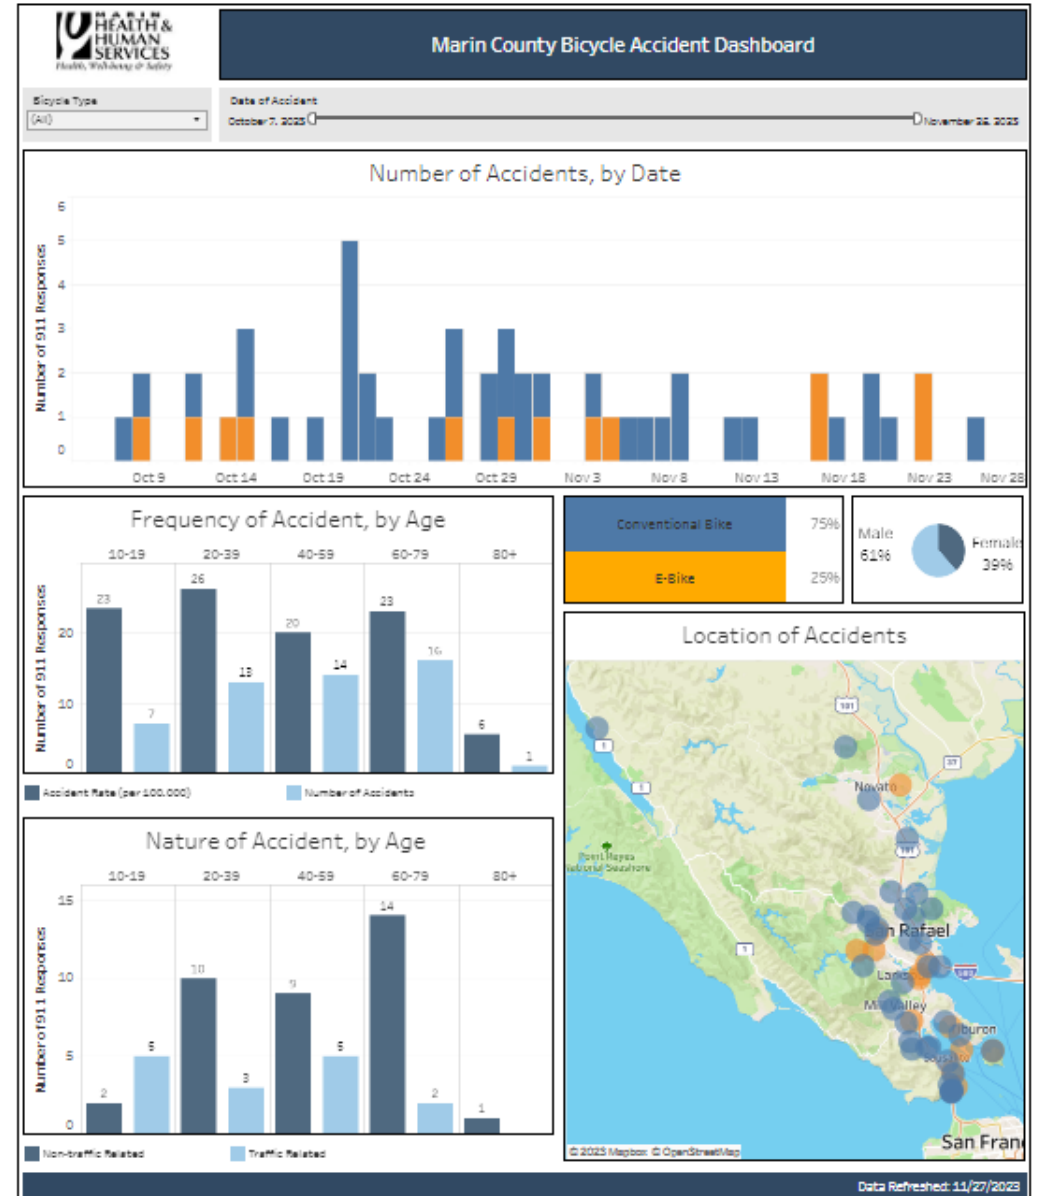 MARIN
HEALTH &
HUMAN
SERVICES
Health, Well-being & Safety
Marin County Bicycle Accident Dashboard
Bicycle Type
(All)
Date of Accident
October 7, 2023
November 26, 2023
Number of Accidents, by Date
Number of 911 Responses
6
5
4
3
2
1
0
Oct 9 Oct 14 Oct 19 Oct 24 Oct 29 Nov 3 Nov 8 Nov 13 Nov 18 Nov 23 Nov 28
Frequency of Accident, by Age
10-19 20-39 40-59 60-79 80+
Number of 911 Responses
20
10
0
23 7 26 13 20 14 23 16 6 1
Accident Rate (per 100,000) Number of Accidents
Conventional Bike 75%
E-Bike 25%
Male
61%
Female
39%
Nature of Accident, by Age
10-19 20-39 40-59 60-79 80+
Number of 911 Responses
15
10
5
0
2 5 10 3 9 5 14 2 1
Non-traffic Related Traffic Related
Location of Accidents
101
1
37
1
Novato
101
Point Reyes
National Seashore
San Rafael
1
580
Larks
Mill Valley
Tiburon
San Fran
© 2023 Mapbox © OpenStreetMap
Data Refreshed: 11/27/2023